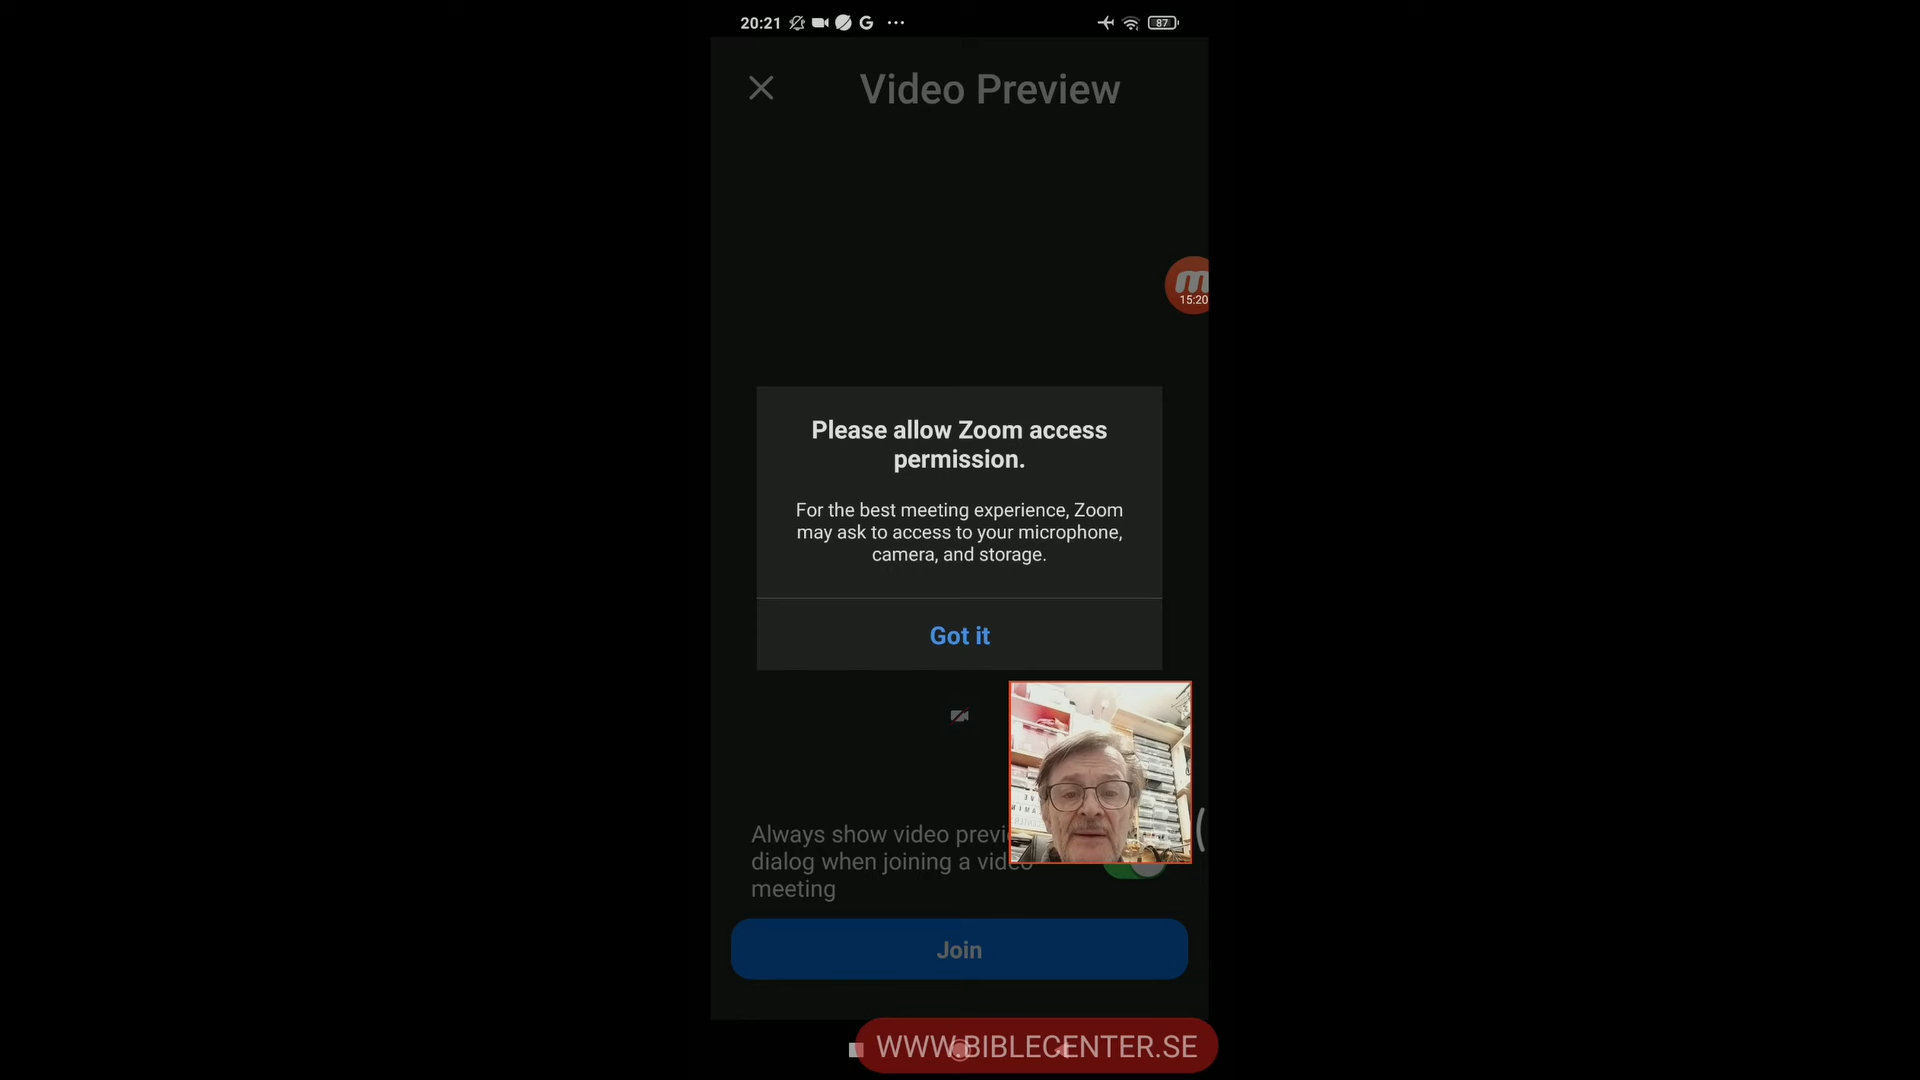 20:21
G
87
Video Preview
m
15:20
Please allow Zoom access
permission.
For the best meeting experience, Zoom
may ask to access to your microphone,
camera, and storage.
Got it
Always show video previ
dialog when joining a video
meeting
Join
WWW.BIBLECENTER.SE